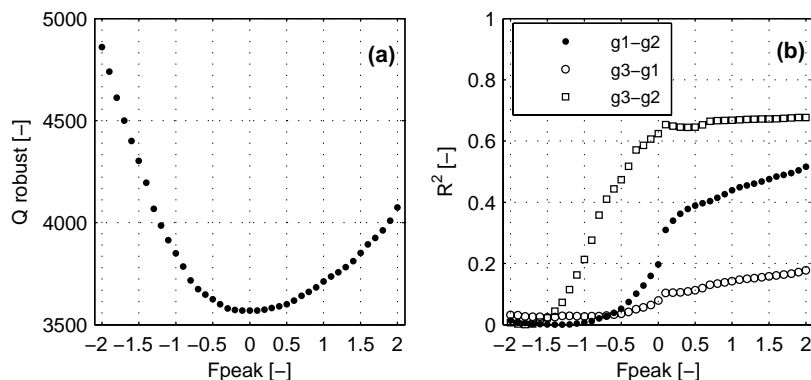 5000
4500
4000
3500
Q robust [−]
(a)
−2 −1.5 −1 −0.5 0 0.5 1 1.5 2
Fpeak [−]
1
0.8
0.6
0.4
0.2
0
R2 [−]
(b)
g1−g2
g3−g1
g3−g2
−2 −1.5 −1 −0.5 0 0.5 1 1.5 2
Fpeak [−]